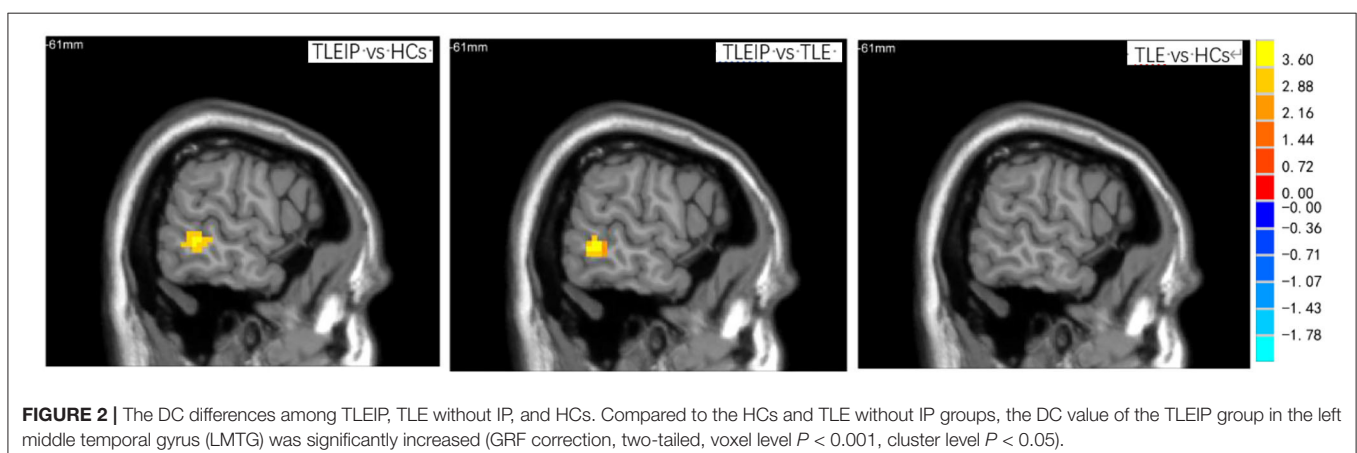 -61mm
TLEIP vs HCs
-61mm
TLEIP vs TLE
-61mm
TLE vs HCs↵
3.60
2.88
2.16
1.44
0.72
0.00
-0.00
-0.36
-0.71
-1.07
-1.43
-1.78
FIGURE 2 | The DC differences among TLEIP, TLE without IP, and HCs. Compared to the HCs and TLE without IP groups, the DC value of the TLEIP group in the left
middle temporal gyrus (LMTG) was significantly increased (GRF correction, two-tailed, voxel level P < 0.001, cluster level P < 0.05).